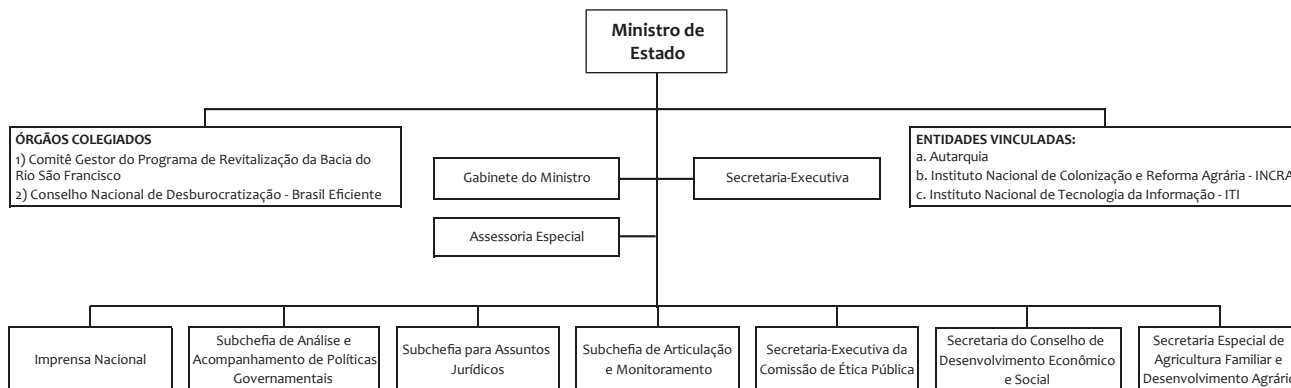 Ministro de
Estado
ÓRGÃOS COLEGIADOS
1) Comitê Gestor do Programa de Revitalização da Bacia do
Rio São Francisco
2) Conselho Nacional de Desburocratização - Brasil Eficiente
Gabinete do Ministro
Secretaria-Executiva
ENTIDADES VINCULADAS:
a. Autarquia
b. Instituto Nacional de Colonização e Reforma Agrária - INCRA
c. Instituto Nacional de Tecnologia da Informação - ITI
Assessoria Especial
Imprensa Nacional
Subchefia de Análise e
Acompanhamento de Políticas
Governamentais
Subchefia para Assuntos
Jurídicos
Subchefia de Articulação
e Monitoramento
Secretaria-Executiva da
Comissão de Ética Pública
Secretaria do Conselho de
Desenvolvimento Econômico
e Social
Secretaria Especial de
Agricultura Familiar e
Desenvolvimento Agrário